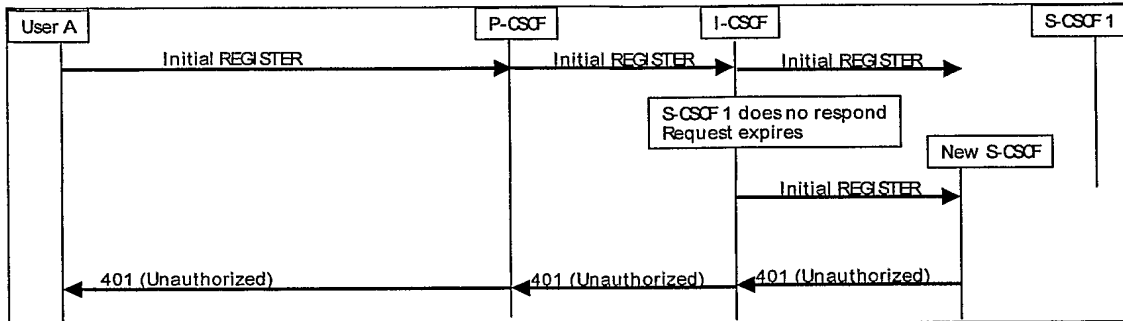 User A
P-CSCF
I-CSCF
S-CSCF 1
Initial REGISTER
Initial REGISTER
Initial REGISTER
S-CSCF 1 does no respond
Request expires
New S-CSCF
Initial REGISTER
401 (Unauthorized)
401 (Unauthorized)
401 (Unauthorized)